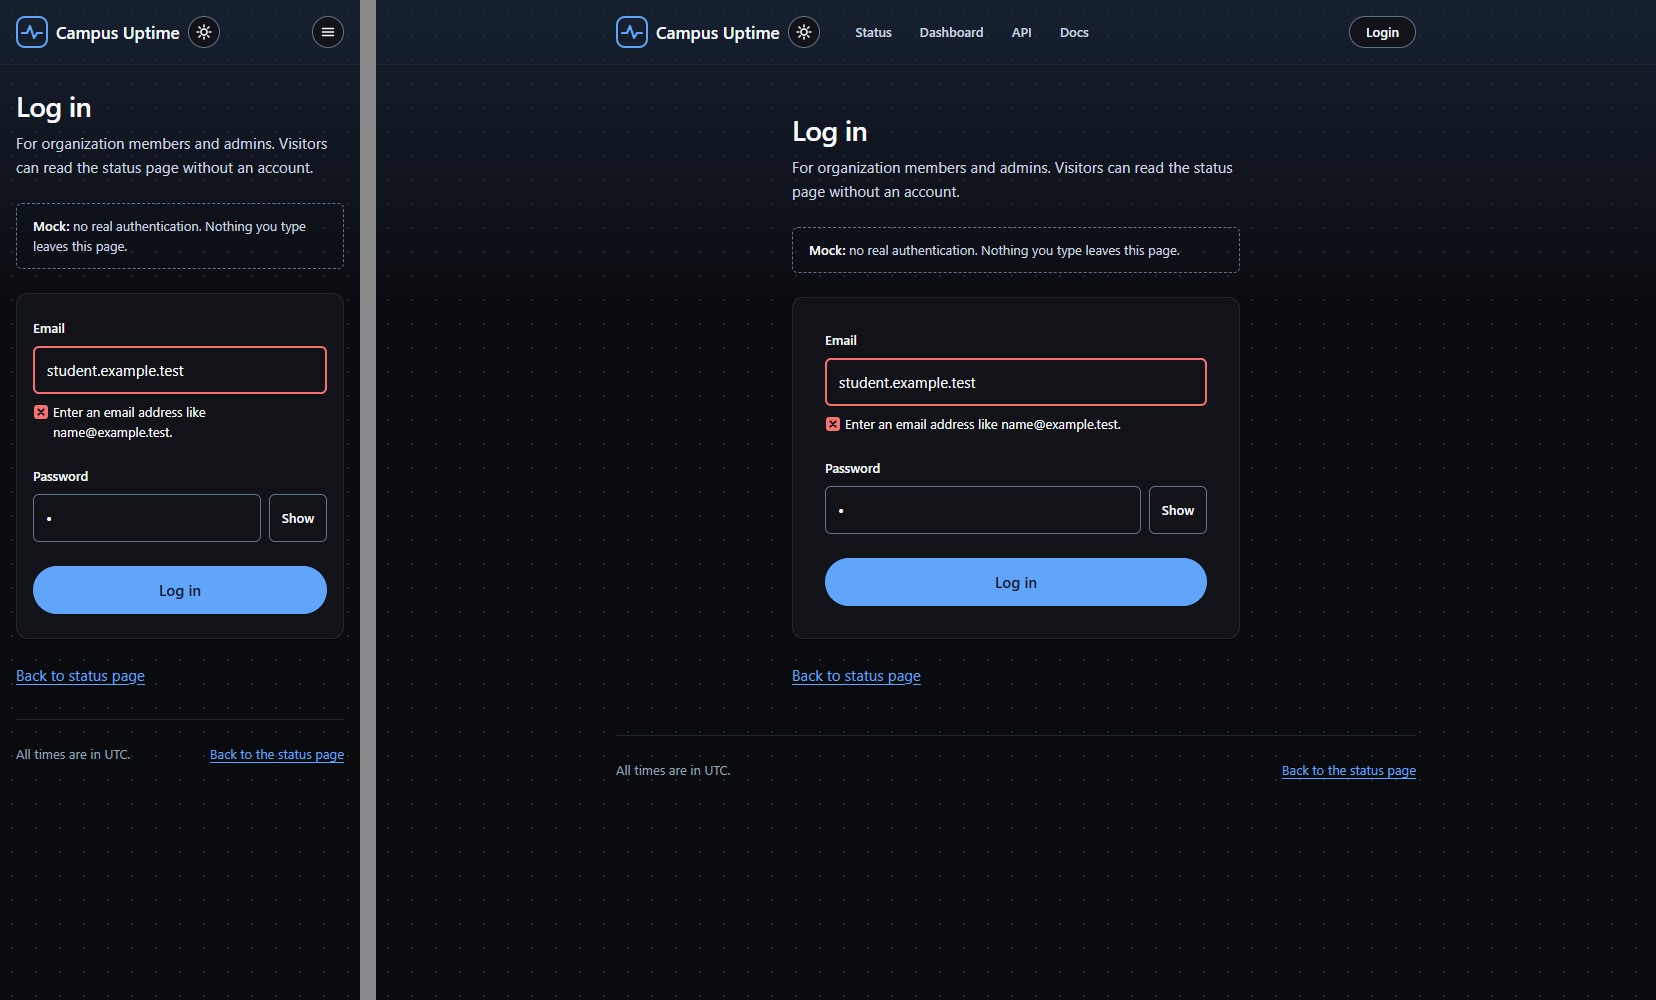 Campus Uptime
Log in
For organization members and admins. Visitors
can read the status page without an account.
Mock: no real authentication. Nothing you type
leaves this page.
Email
student.example.test
Enter an email address like
name@example.test.
Password
•
Show
Log in
Back to status page
All times are in UTC.
Back to the status page
Campus Uptime
Status
Dashboard
API
Docs
Login
Log in
For organization members and admins. Visitors can read the status
page without an account.
Mock: no real authentication. Nothing you type leaves this page.
Email
student.example.test
Enter an email address like name@example.test.
Password
•
Show
Log in
Back to status page
All times are in UTC.
Back to the status page